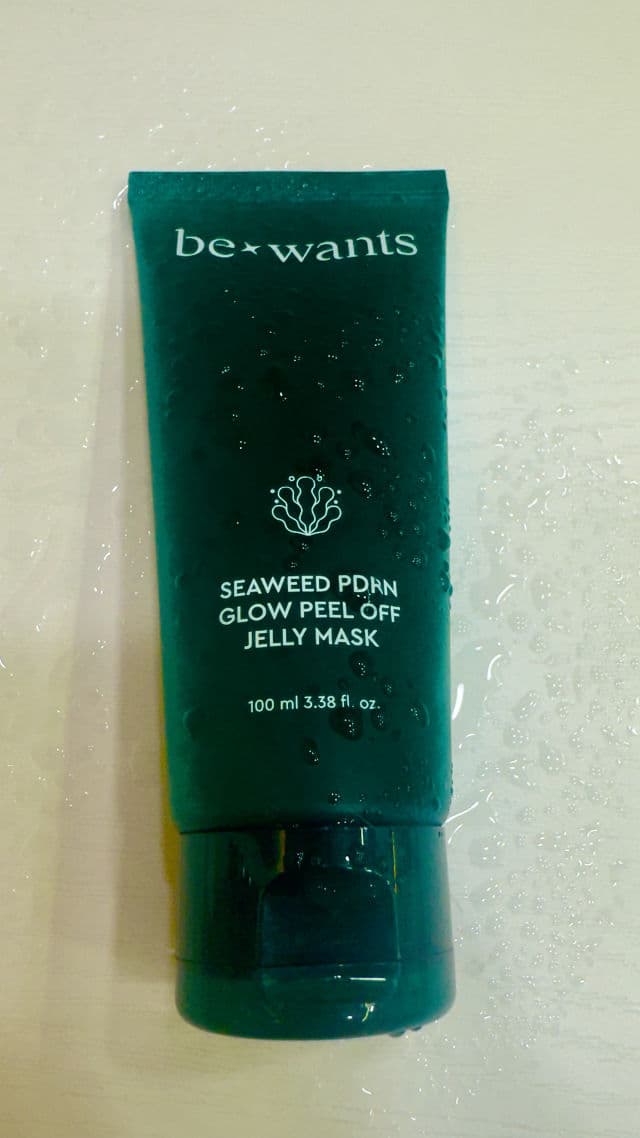 be✦wants
SEAWEED PDRN
GLOW PEEL OFF
JELLY MASK
100 ml 3.38 fl. oz.